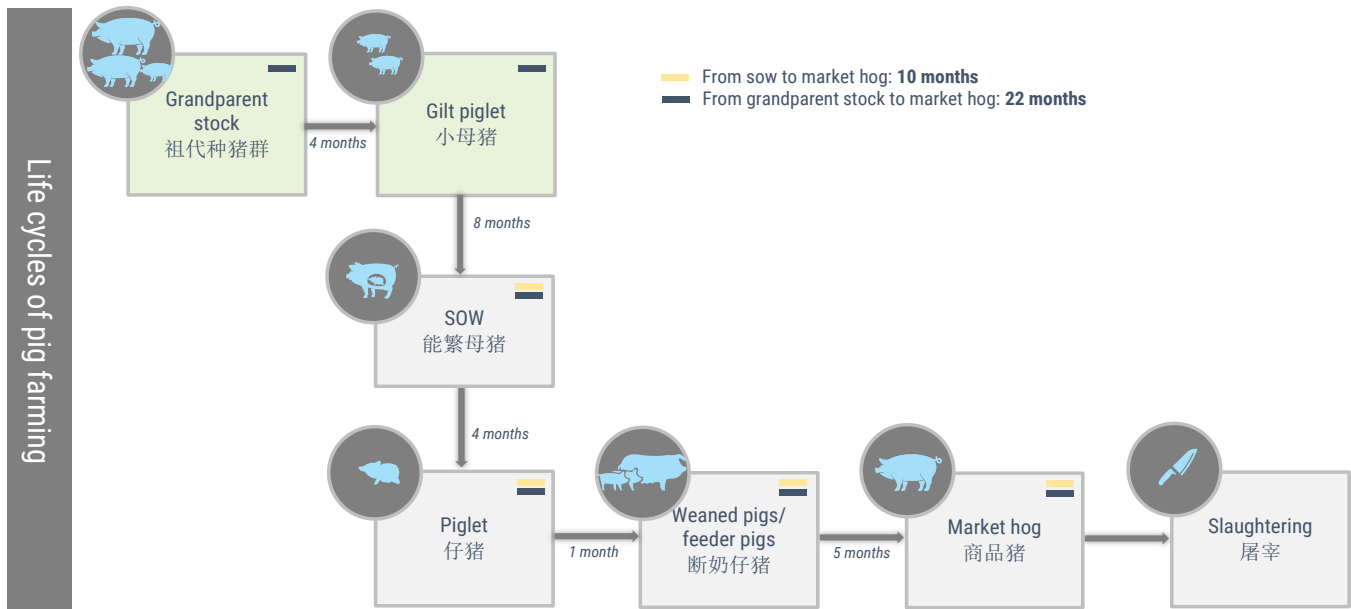 Life cycles of pig farming
Grandparent
stock
祖代种猪群
4 months
Gilt piglet
小母猪
From sow to market hog: 10 months
From grandparent stock to market hog: 22 months
8 months
SOW
能繁母猪
4 months
Piglet
仔猪
1 month
Weaned pigs/
feeder pigs
断奶仔猪
5 months
Market hog
商品猪
Slaughtering
屠宰